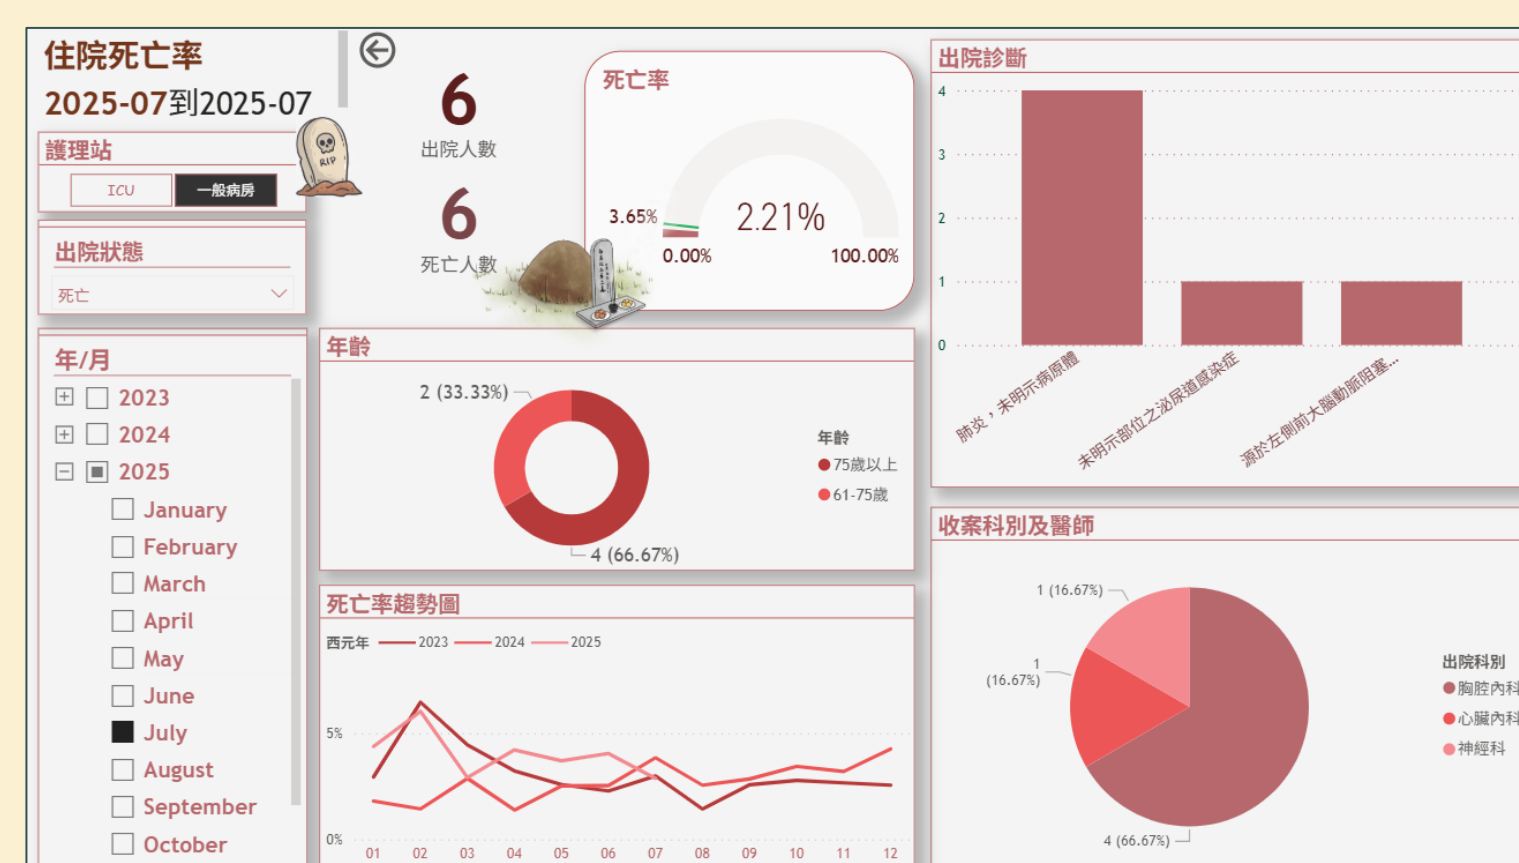 住院死亡率
2025-07到2025-07
護理站
ICU
一般病房
出院狀態
死亡
年/月
2023
2024
2025
January
February
March
April
May
June
July
August
September
October
RIP
6
出院人數
6
死亡人數
死亡率
3.65%
2.21%
0.00%
100.00%
年齡
2 (33.33%)
4 (66.67%)
年齡
75歲以上
61-75歲
死亡率趨勢圖
西元年 2023 2024 2025
5%
0%
01 02 03 04 05 06 07 08 09 10 11 12
出院診斷
4
3
2
1
0
肺炎，未明示病原體
未明示部位之泌尿道感染症
源於左側前大腦動脈阻塞...
收案科別及醫師
1 (16.67%)
1
(16.67%)
4 (66.67%)
出院科別
胸腔內科
心臟內科
神經科